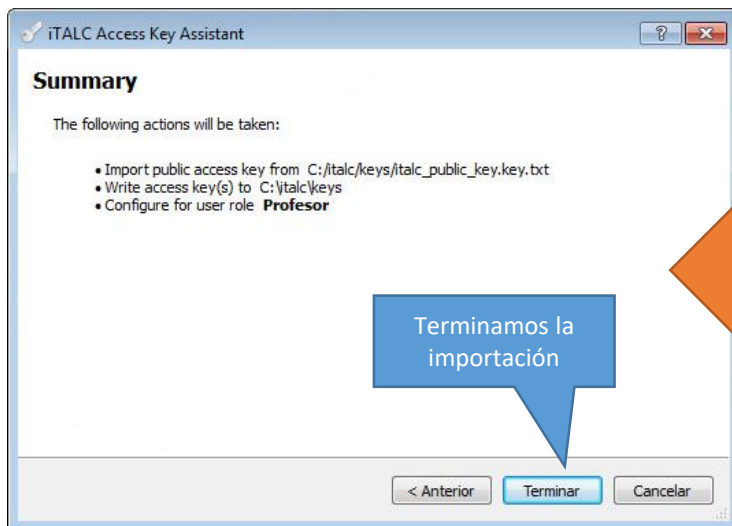 iTALC Access Key Assistant
Summary
The following actions will be taken:
• Import public access key from C:/italc/keys/italc_public_key.key.txt
• Write access key(s) to C:\italc\keys
• Configure for user role Profesor
Terminamos la
importación
< Anterior
Terminar
Cancelar